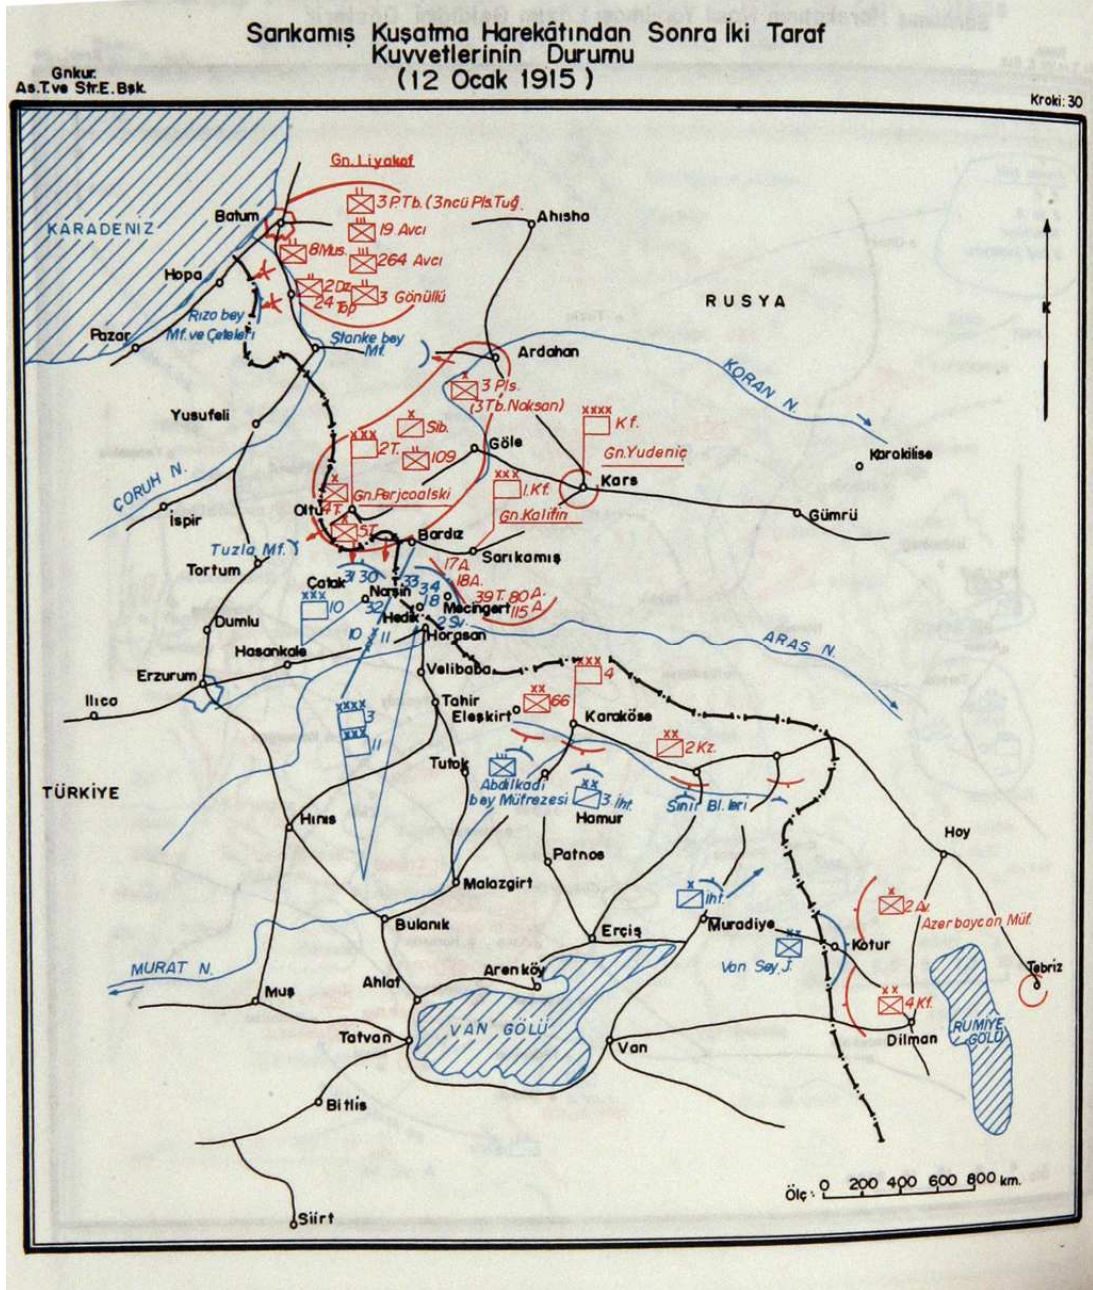 Sarıkamış Kuşatma Harekâtından Sonra İki Taraf
Kuvvetlerinin Durumu
(12 Ocak 1915)
Gnkur.
As.T.ve Str.E. Bşk.
Kroki: 30
Gn. Liyakof
3 P.Tb. (3ncü Pls.Tuğ.
19 Avcı
264 Avcı
8 Mus.
2 Dz.
24 Top
3 Gönüllü
Batum
Ahısha
KARADENİZ
Hopa
Rıza bey
Mf. ve Çeteleri
Pazar
Ştanke bey
Mf.
RUSYA
K
Ardahan
KORAN N.
3 Pls.
(3 Tb. Noksan)
Yusufeli
Sib.
2 T.
109
Göle
K f.
Gn. Yudeniç
Karakilise
Kars
ÇORUH N.
İspir
Oltu
4 T.
Gn. Perjcoalski
1. Kf.
Gn. Kalitin
Gümrü
5 T.
Bardız
Sarıkamış
Tuzla Mf.
Tortum
Çatak
31 30
33
17 A.
18 A.
34
18
39 T. 80 A.
115 A
10
Narşin
32
Hedik
Mecingert
2 Sv.
Dumlu
10
11
Horasan
ARAS N.
Hasankale
Erzurum
Velibaba
Ilıca
Tahir
4
66
Eleşkirt
Karaköse
3
11
2 Kz.
TÜRKİYE
Tutak
Abdilkadi
bey Müfrezesi
3. İht.
Hamur
Sınır Bl. leri
Hınıs
Patnos
Hoy
Malazgirt
Bulanık
Erçiş
İht.
Muradiye
2 Av.
Azerbaycan Müf.
Kotur
Van Sey. J.
MURAT N.
Muş
Ahlat
Arenköy
Tebriz
4 Kf.
Tatvan
VAN GÖLÜ
Van
Dilman
RUMİYE
GÖLÜ
Bitlis
Siirt
Ölç: 0 200 400 600 800 km.